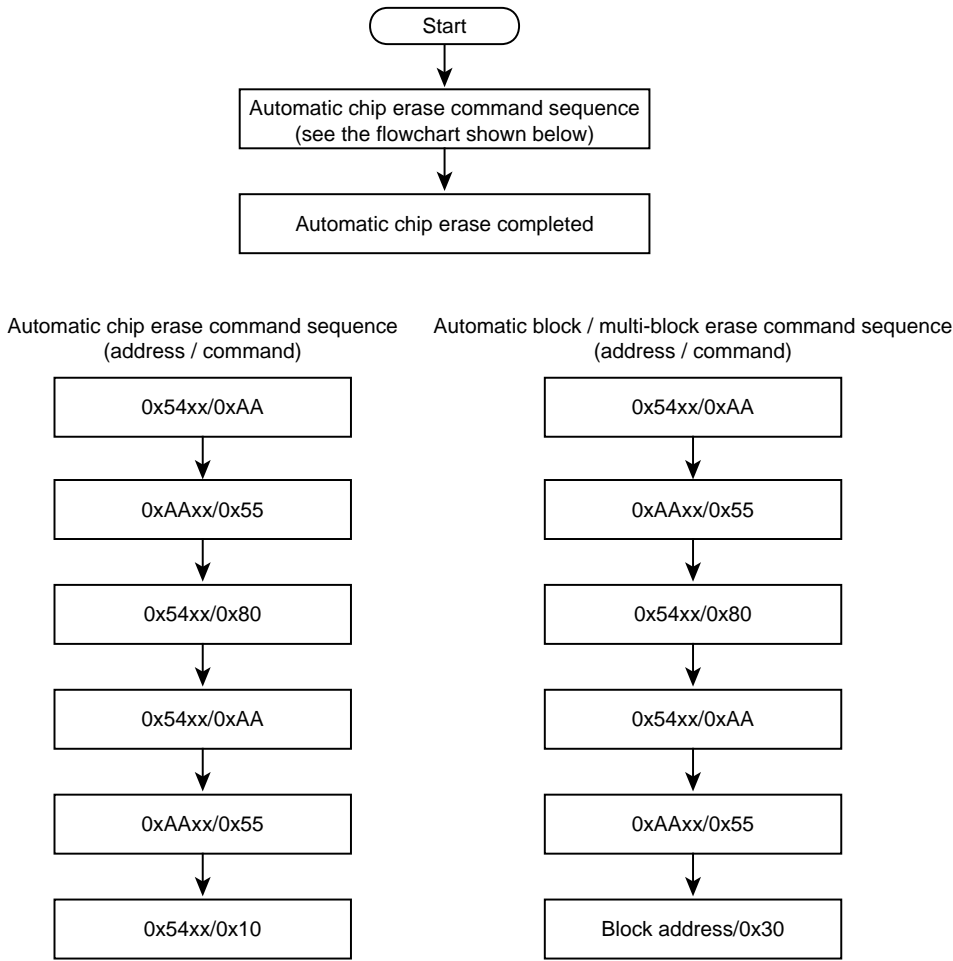 Start
Automatic chip erase command sequence
(see the flowchart shown below)
Automatic chip erase completed
Automatic chip erase command sequence
(address / command)
0x54xx/0xAA
0xAAxx/0x55
0x54xx/0x80
0x54xx/0xAA
0xAAxx/0x55
0x54xx/0x10
Automatic block / multi-block erase command sequence
(address / command)
0x54xx/0xAA
0xAAxx/0x55
0x54xx/0x80
0x54xx/0xAA
0xAAxx/0x55
Block address/0x30